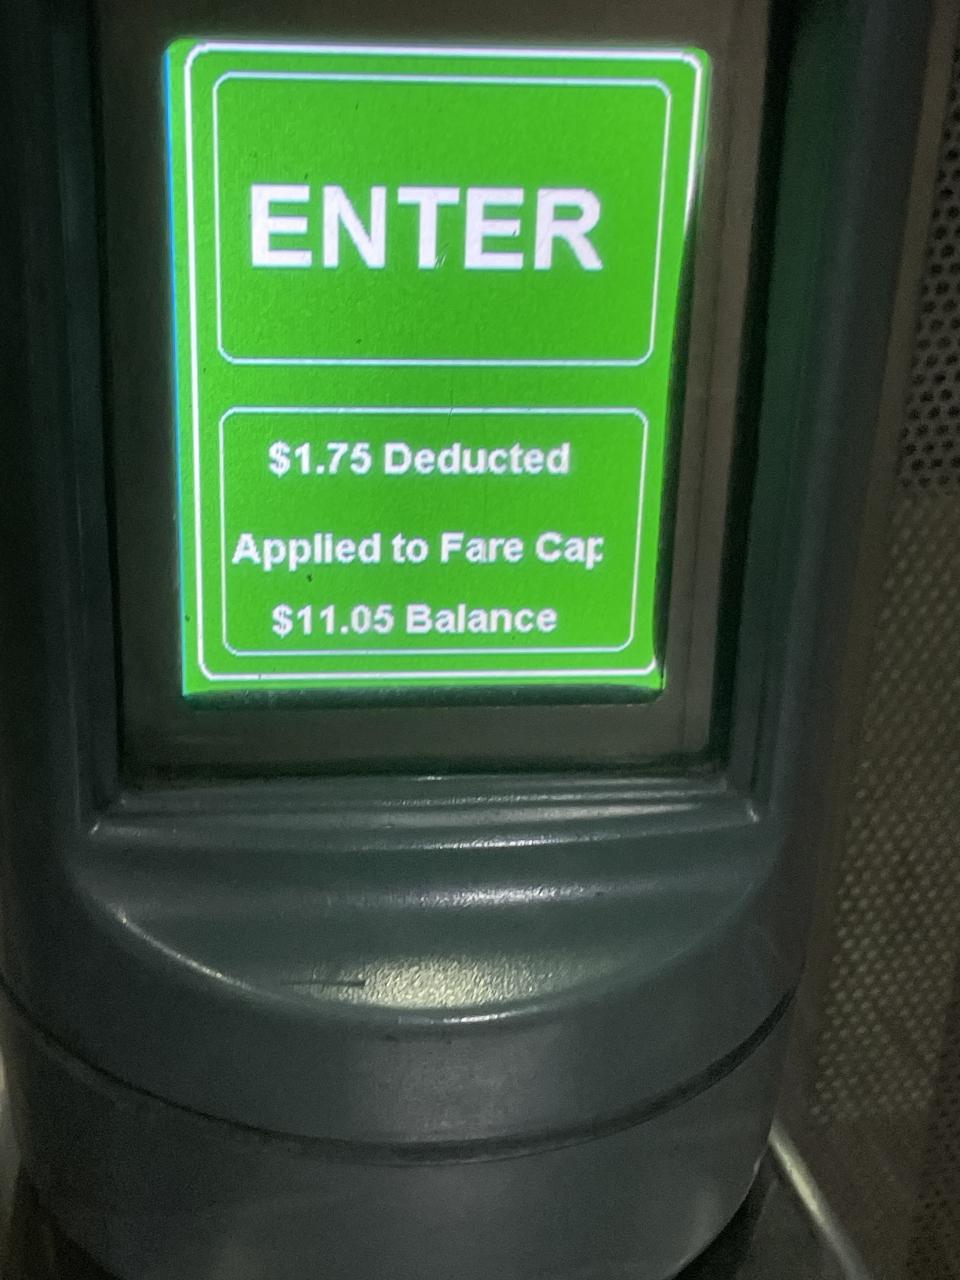 ENTER
$1.75 Deducted
Applied to Fare Cap
$11.05 Balance